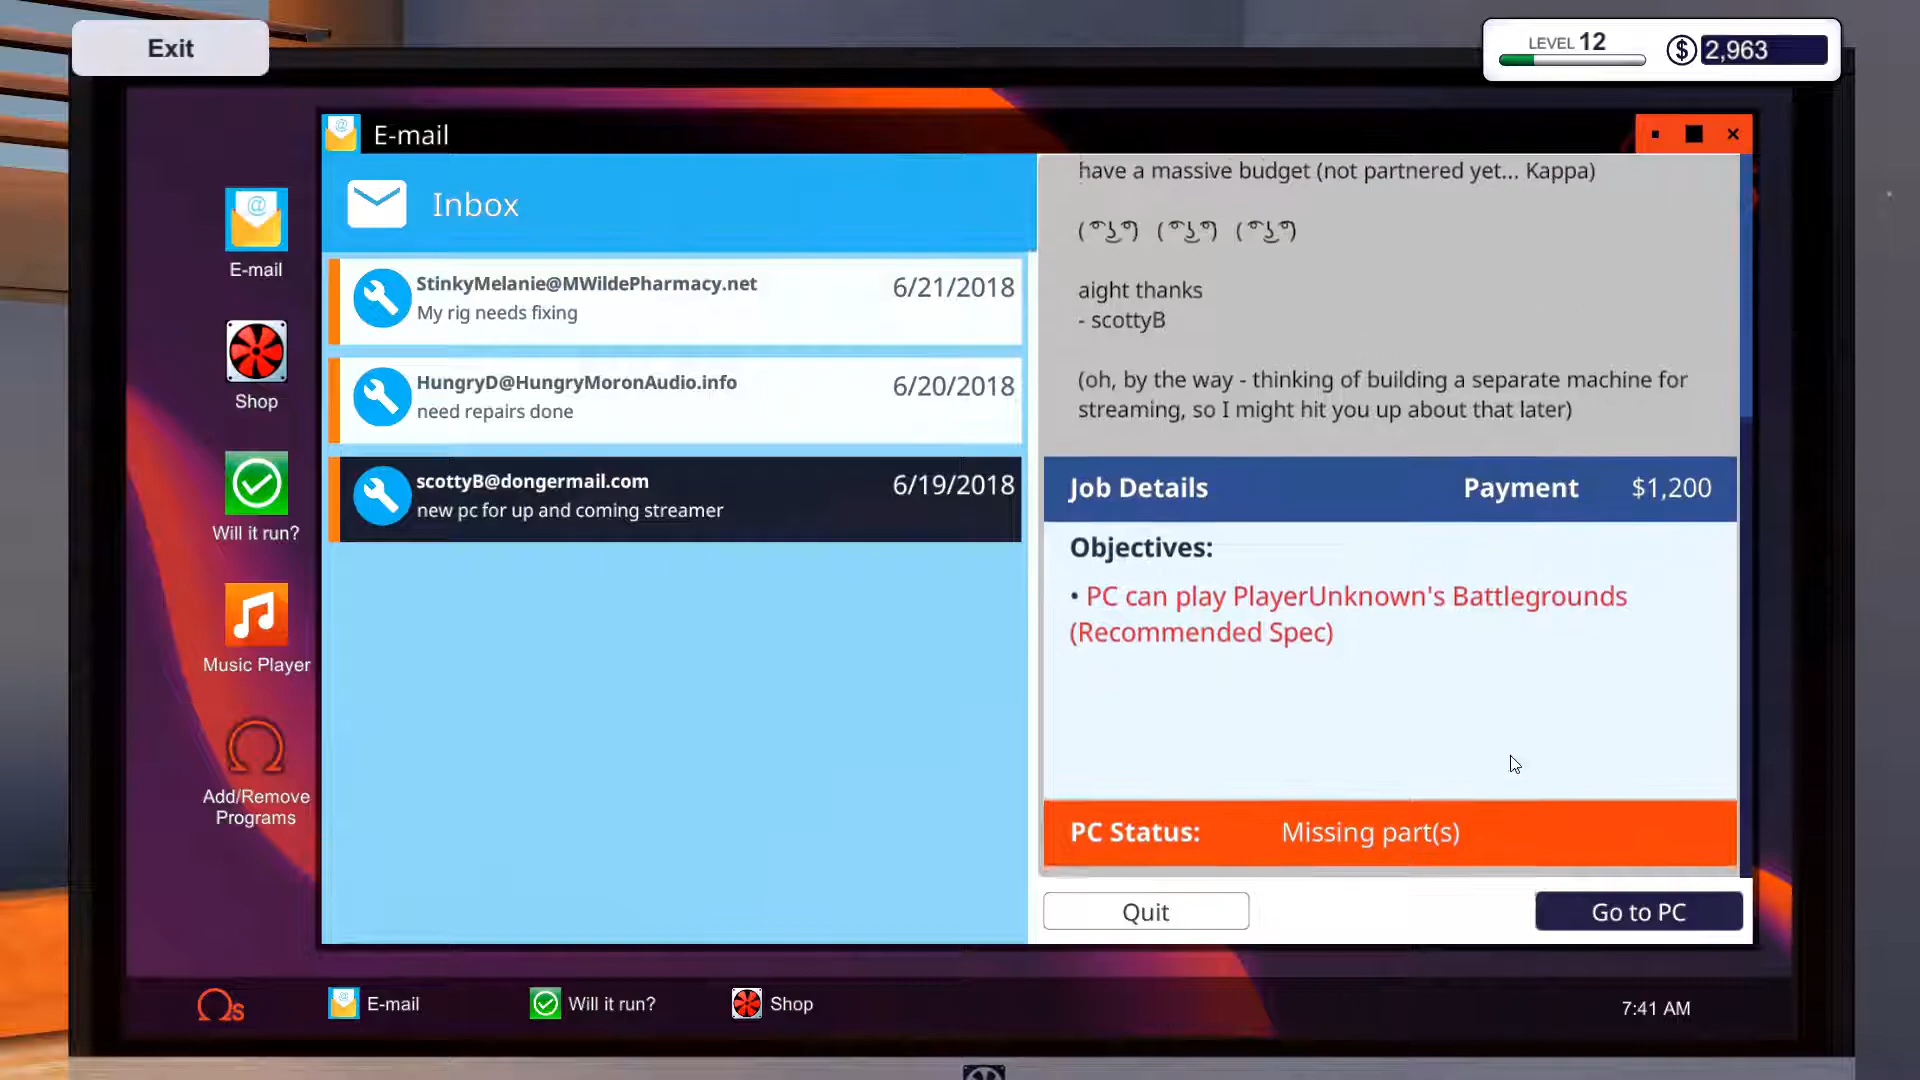 Exit
LEVEL 12
$ 2,963
E-mail
E-mail
Shop
Will it run?
Music Player
Add/Remove
Programs
Inbox
StinkyMelanie@MWildePharmacy.net
6/21/2018
My rig needs fixing
HungryD@HungryMoronAudio.info
6/20/2018
need repairs done
scottyB@dongermail.com
6/19/2018
new pc for up and coming streamer
have a massive budget (not partnered yet... Kappa)
( ͡° ͜ʖ ͡°) ( ͡° ͜ʖ ͡°) ( ͡° ͜ʖ ͡°)
aight thanks
- scottyB
(oh, by the way - thinking of building a separate machine for
streaming, so I might hit you up about that later)
Job Details
Payment $1,200
Objectives:
• PC can play PlayerUnknown's Battlegrounds
(Recommended Spec)
PC Status: Missing part(s)
Quit
Go to PC
Ωs
E-mail
Will it run?
Shop
7:41 AM